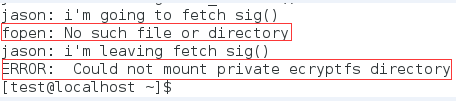 jason: i'm going to fetch sig()
fopen: No such file or directory
jason: i'm leaving fetch sig()
ERROR:  Could not mount private ecryptfs directory
[test@localhost ~]$